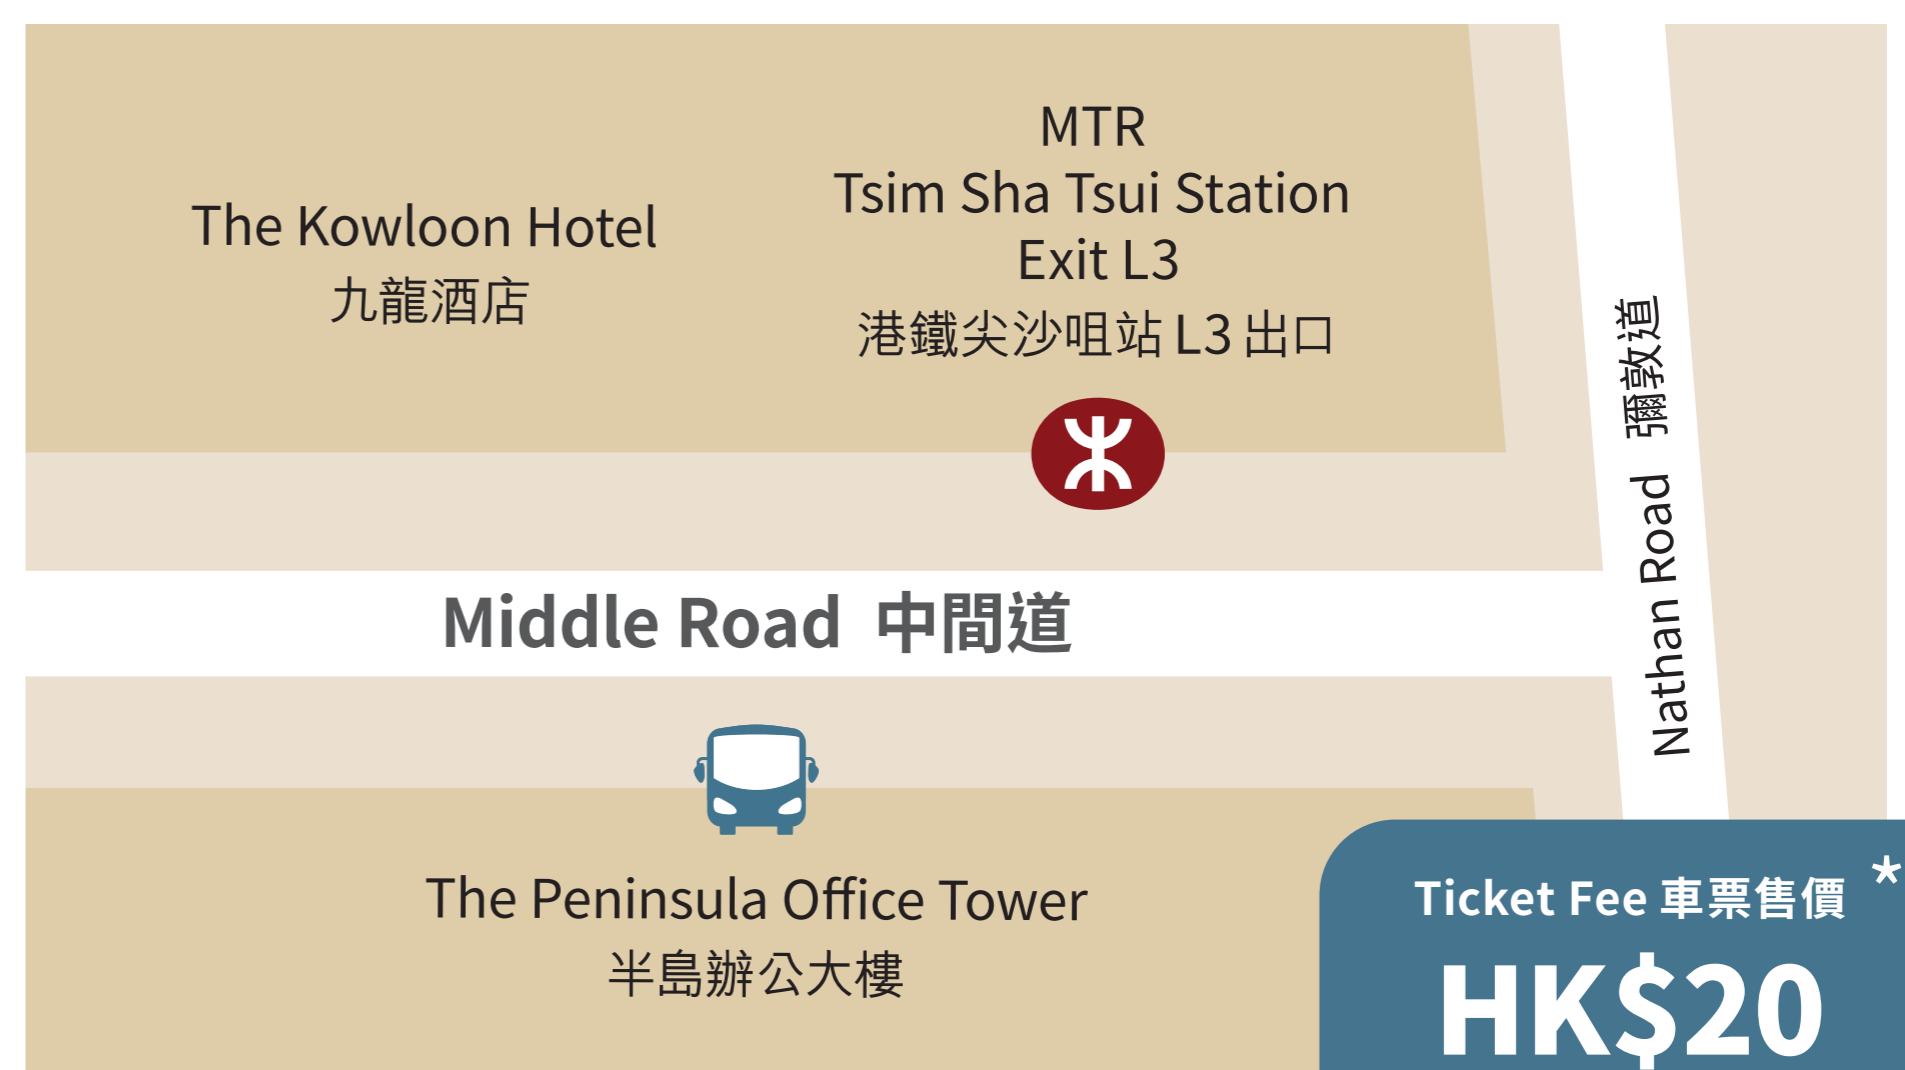 The Kowloon Hotel
九龍酒店
MTR
Tsim Sha Tsui Station
Exit L3
港鐵尖沙咀站 L3 出口
Nathan Road 彌敦道
Middle Road 中間道
The Peninsula Office Tower
半島辦公大樓
Ticket Fee 車票售價 *
HK$20